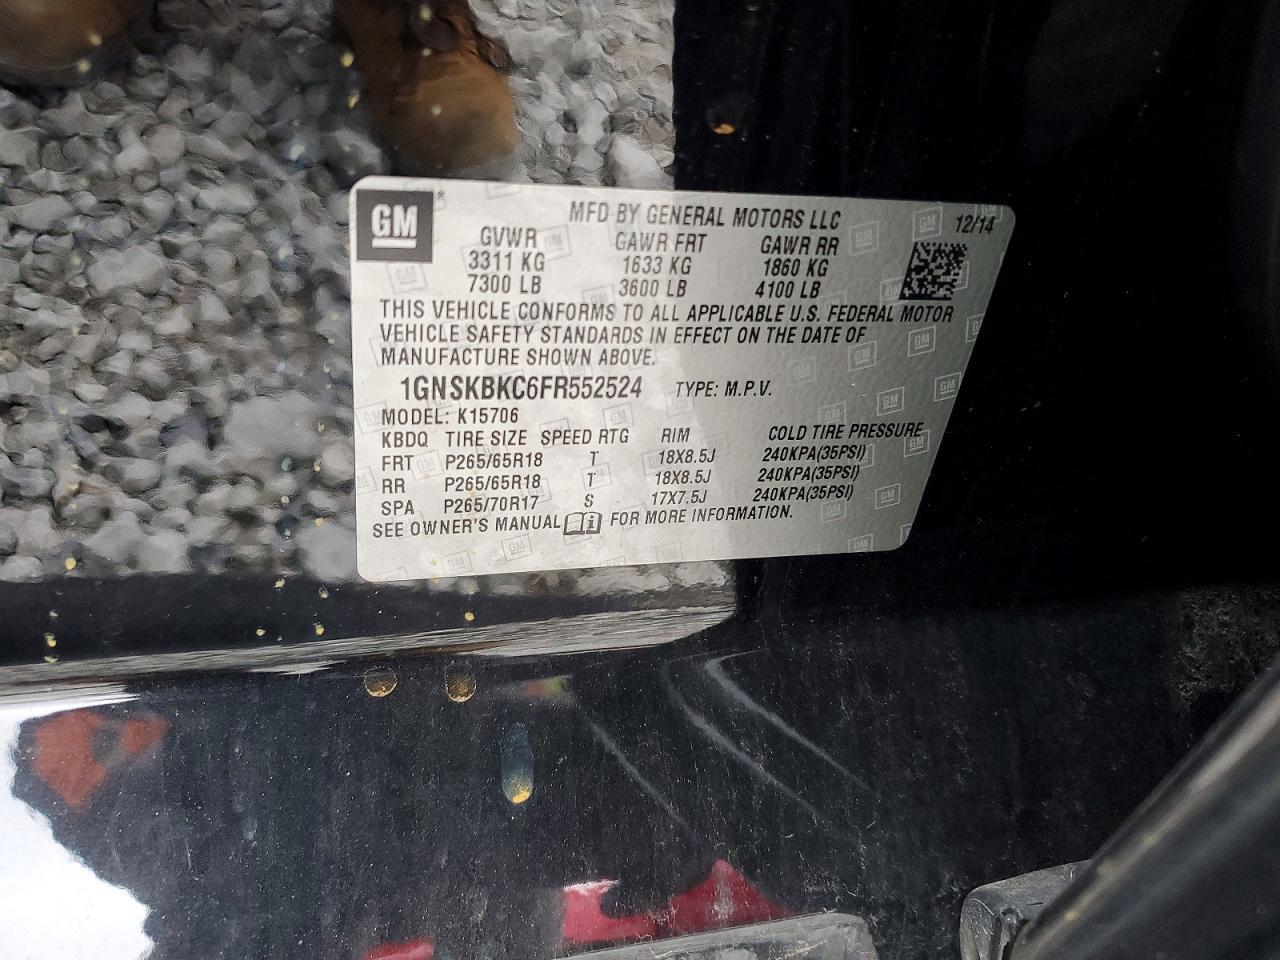 GM
MFD BY GENERAL MOTORS LLC 12/14
GVWR GAWR FRT GAWR RR
3311 KG 1633 KG 1860 KG
7300 LB 3600 LB 4100 LB
THIS VEHICLE CONFORMS TO ALL APPLICABLE U.S. FEDERAL MOTOR
VEHICLE SAFETY STANDARDS IN EFFECT ON THE DATE OF
MANUFACTURE SHOWN ABOVE.
1GNSKBKC6FR552524 TYPE: M.P.V.
MODEL: K15706
KBDQ TIRE SIZE SPEED RTG RIM COLD TIRE PRESSURE
FRT P265/65R18 T 18X8.5J 240KPA(35PSI)
RR P265/65R18 T 18X8.5J 240KPA(35PSI)
SPA P265/70R17 S 17X7.5J 240KPA(35PSI)
SEE OWNER'S MANUAL FOR MORE INFORMATION.